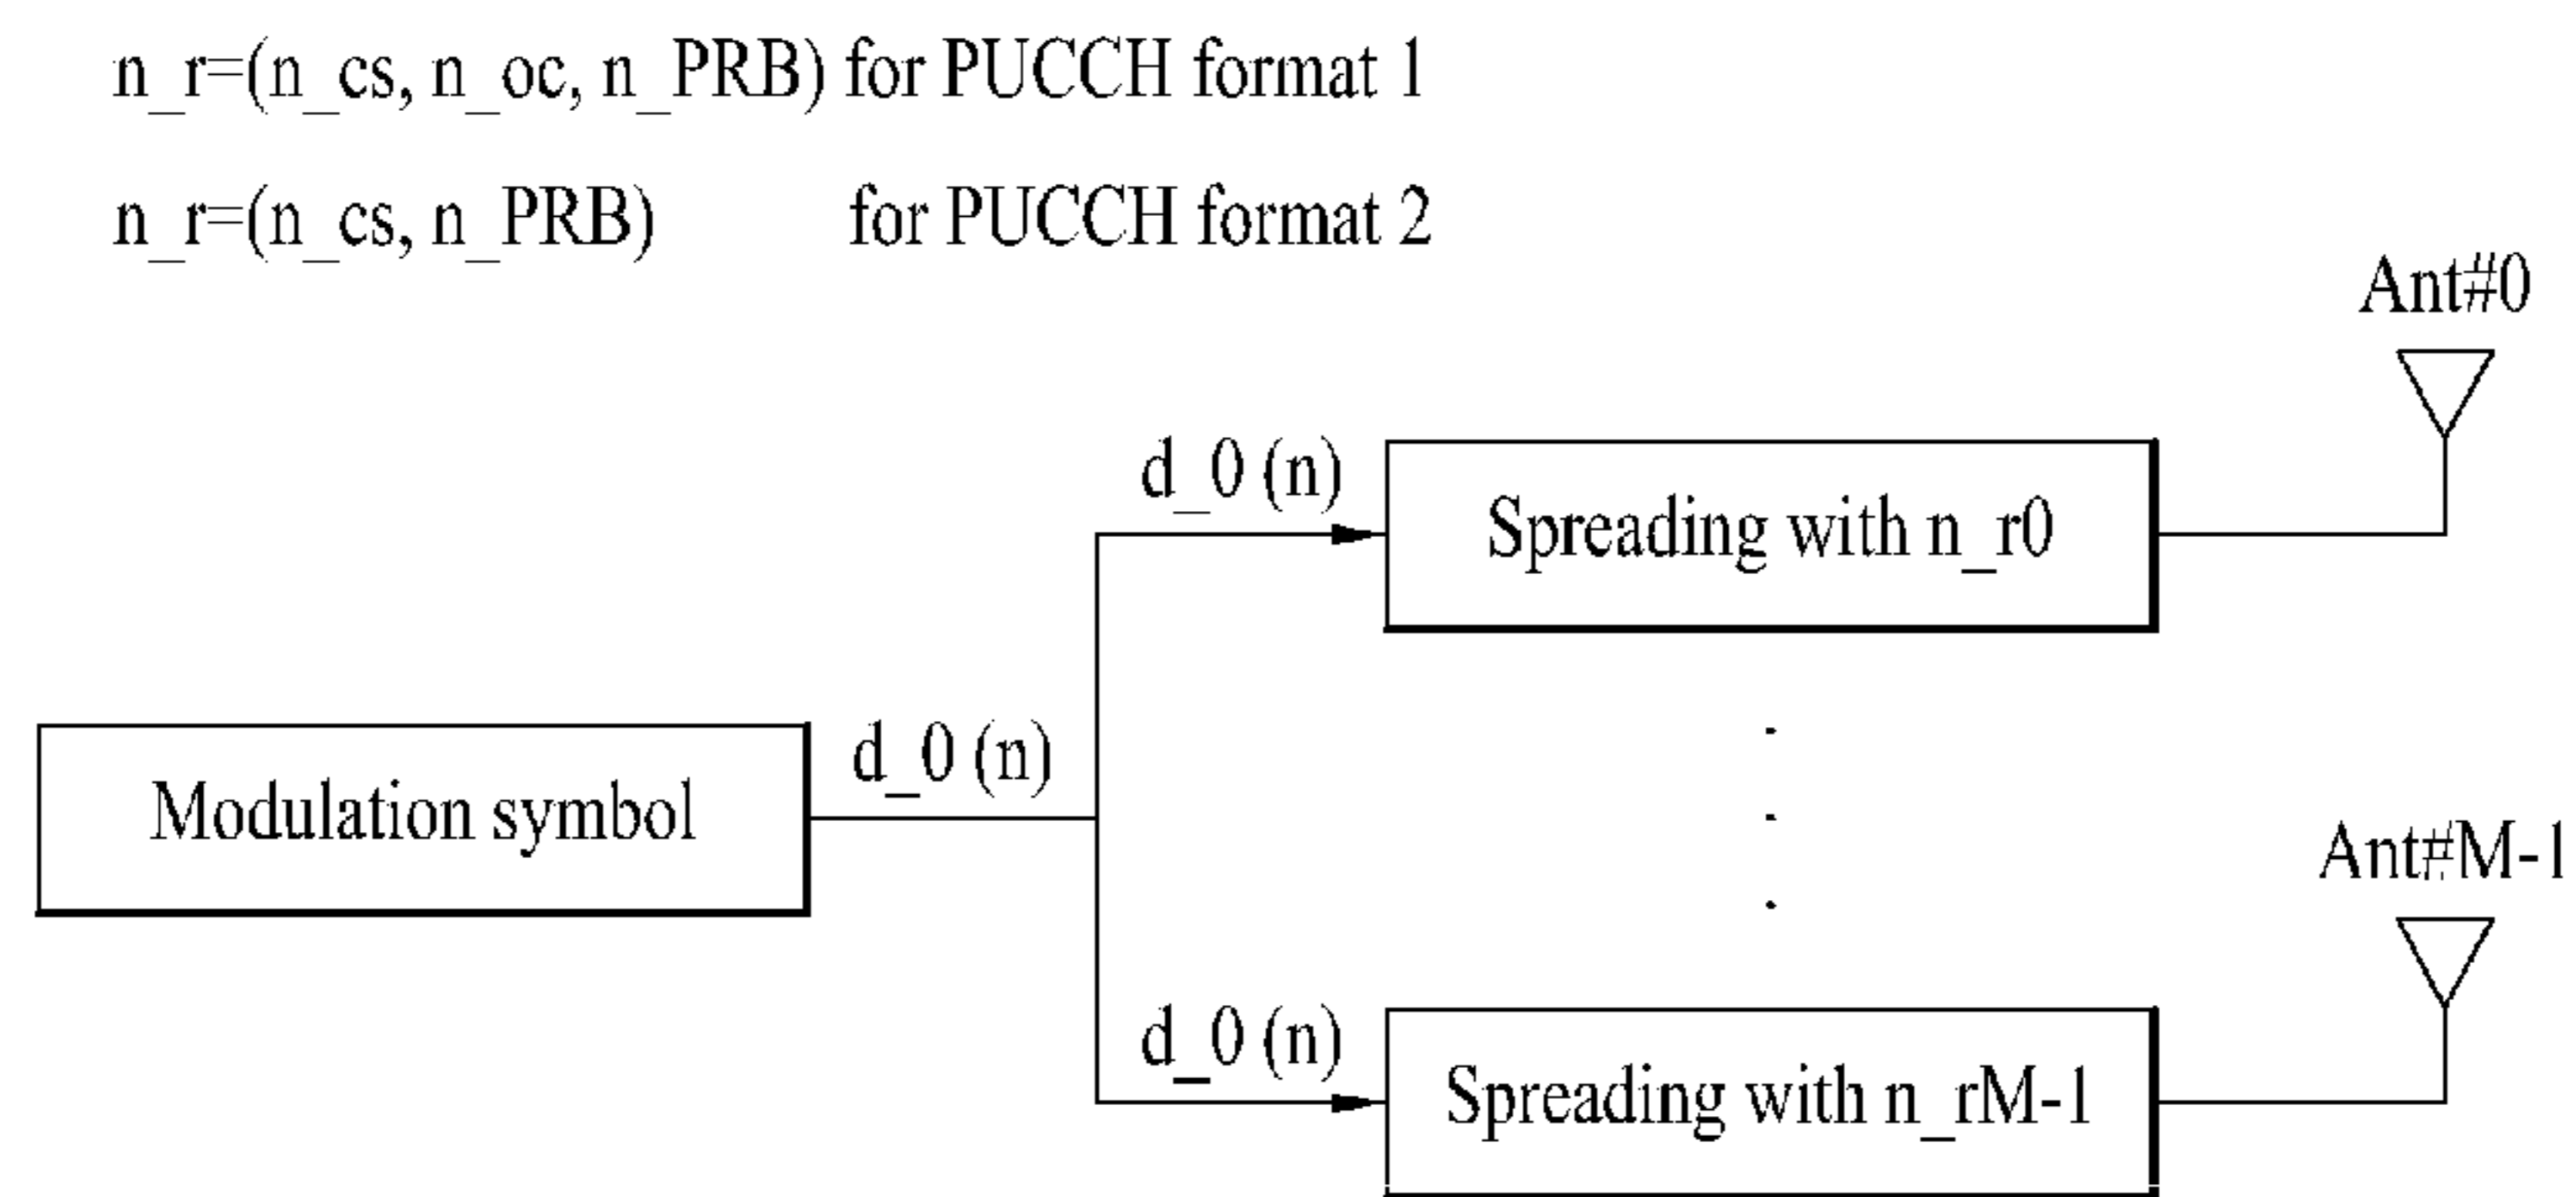 n_r=(n_cs, n_oc, n_PRB) for PUCCH format 1
n_r=(n_cs, n_PRB) for PUCCH format 2
Ant#0
d_0 (n)
Spreading with n_r0
Modulation symbol
d_0 (n)
Ant#M-1
d_0 (n)
Spreading with n_rM-1